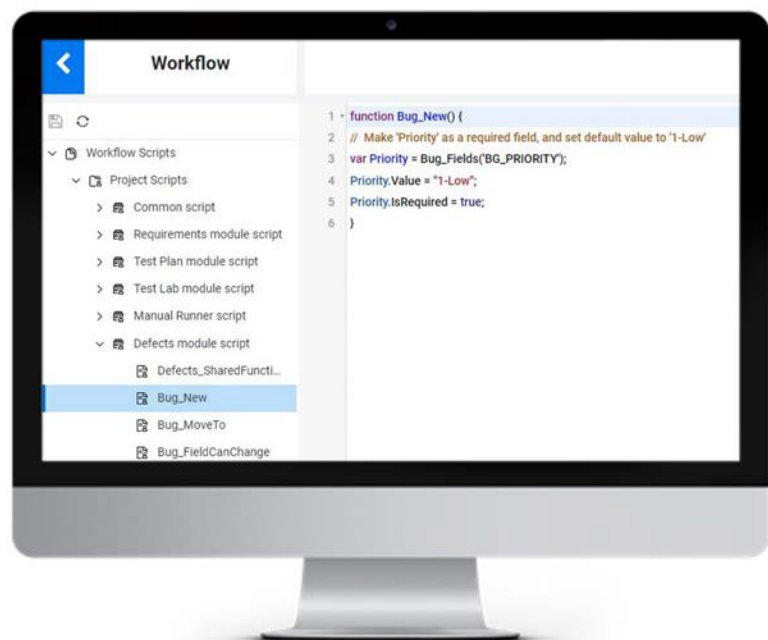 Workflow
Workflow Scripts
Project Scripts
Common script
Requirements module script
Test Plan module script
Test Lab module script
Manual Runner script
Defects module script
Defects_SharedFuncti...
Bug_New
Bug_MoveTo
Bug_FieldCanChange
1 function Bug_New() {
2 // Make 'Priority' as a required field, and set default value to '1-Low'
3 var Priority = Bug_Fields('BG_PRIORITY');
4 Priority.Value = "1-Low";
5 Priority.IsRequired = true;
6 }